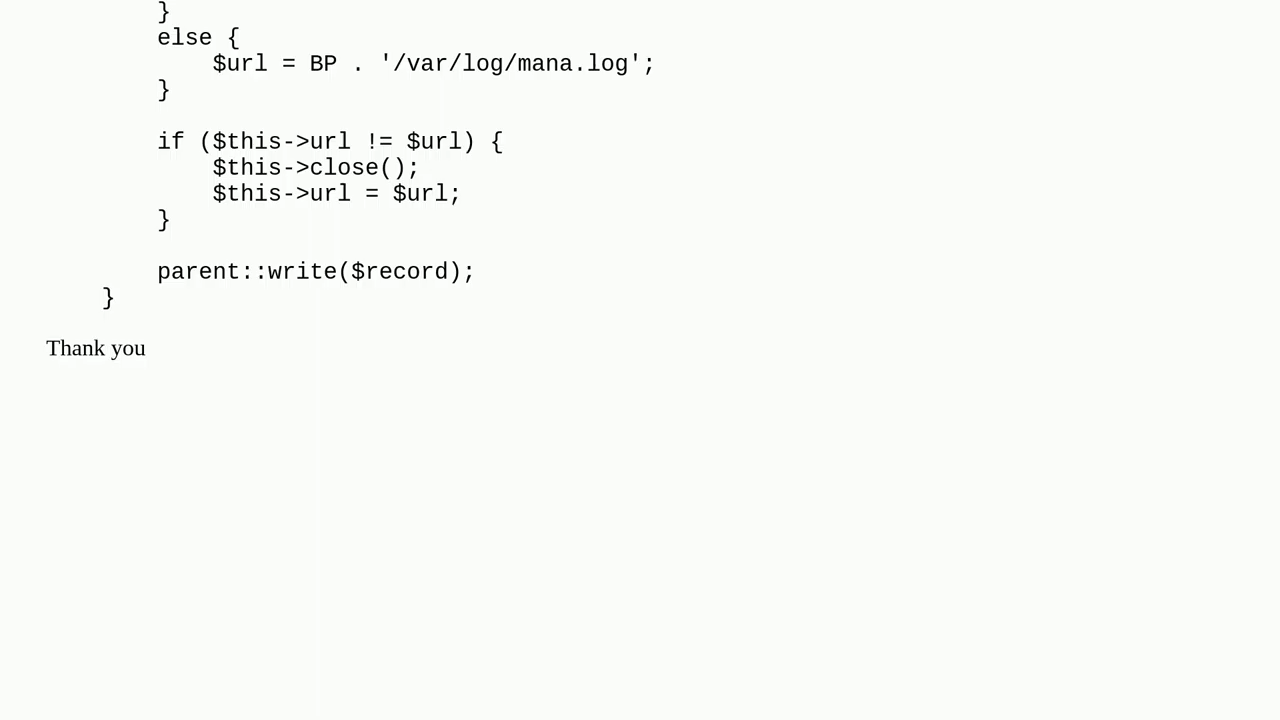 }
else {
$url = BP . '/var/log/mana.log';
}
if ($this->url != $url) {
$this->close();
$this->url = $url;
}
parent::write($record);
}
Thank you